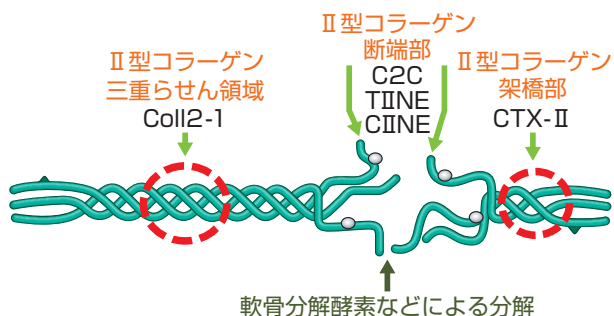 Ⅱ型コラーゲン
三重らせん領域
Coll2-1
Ⅱ型コラーゲン
断端部
C2C
TⅡNE
CⅡNE
Ⅱ型コラーゲン
架橋部
CTX-Ⅱ
軟骨分解酵素などによる分解